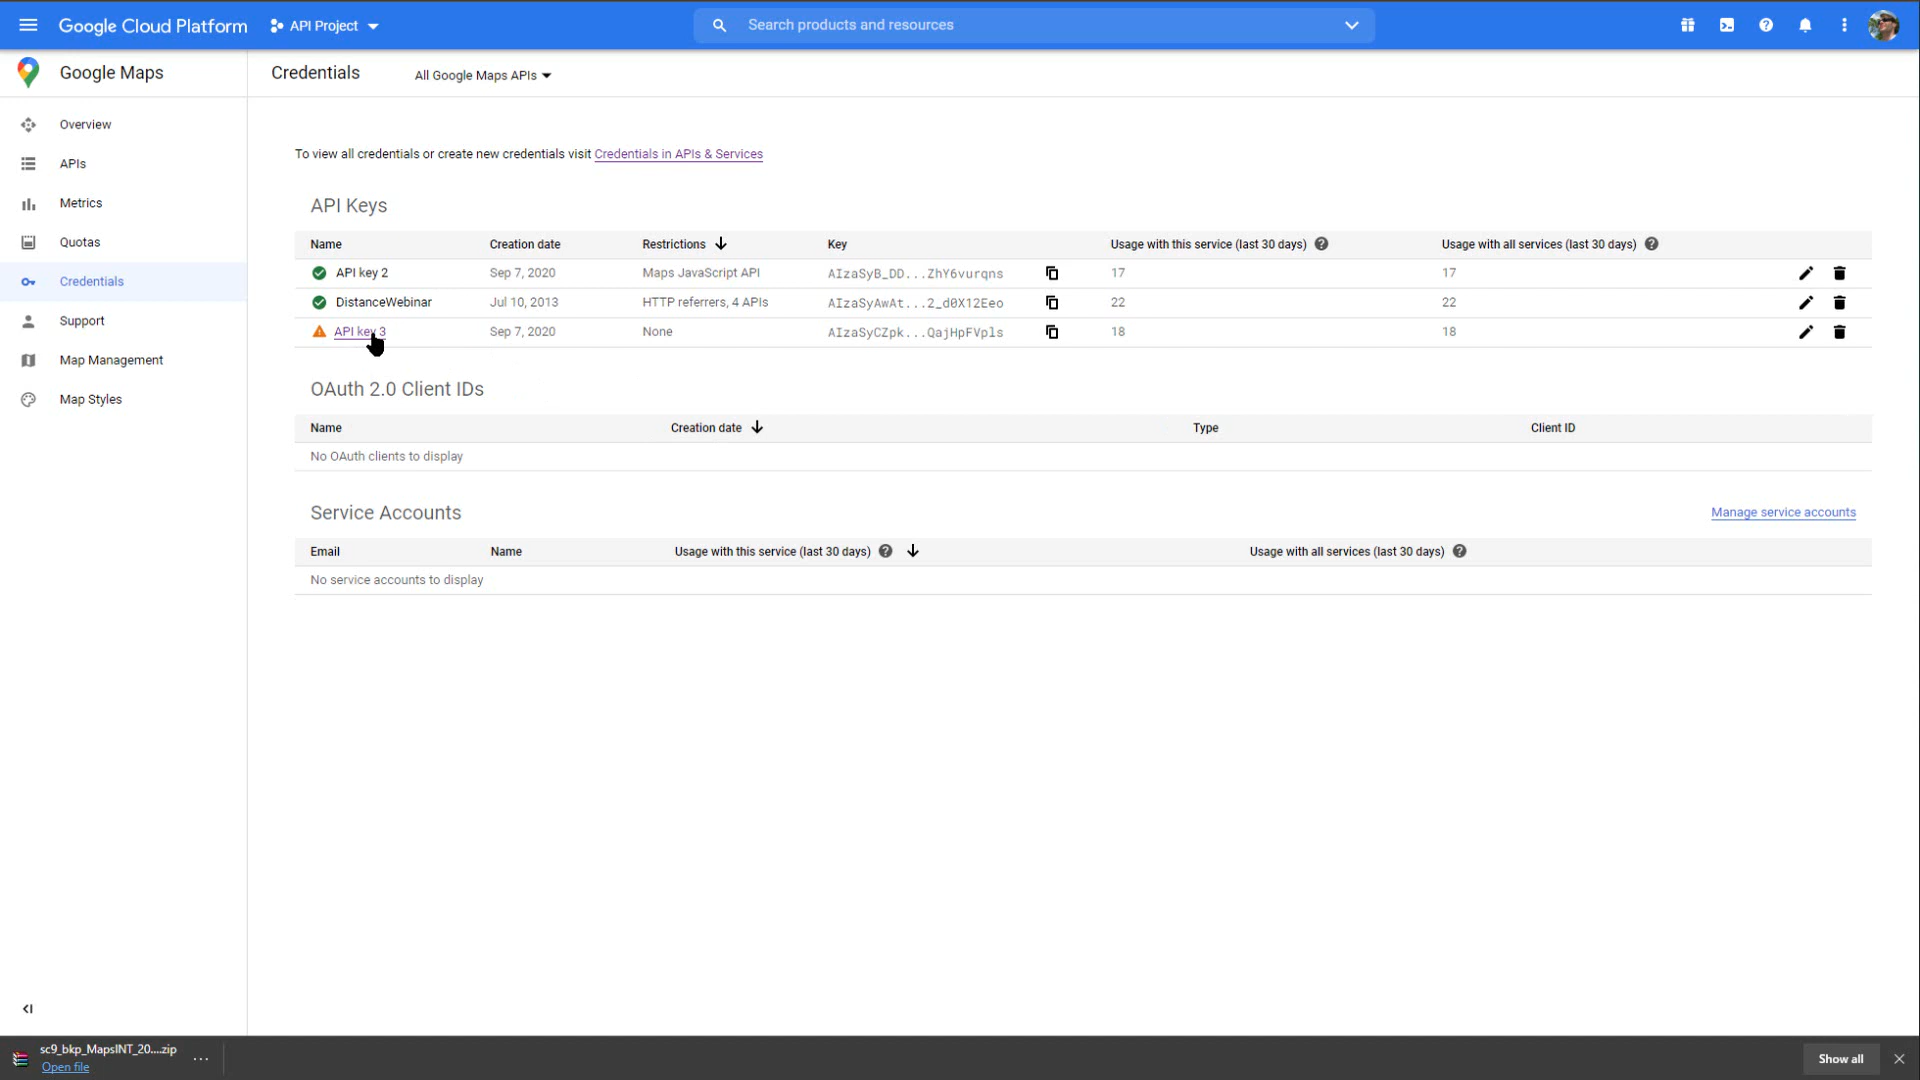 Google Cloud Platform
API Project
Search products and resources
Google Maps
Credentials
All Google Maps APIs
Overview
APIs
Metrics
Quotas
Credentials
Support
Map Management
Map Styles
To view all credentials or create new credentials visit Credentials in APIs & Services
API Keys
Name Creation date Restrictions Key Usage with this service (last 30 days) Usage with all services (last 30 days)
API key 2 Sep 7, 2020 Maps JavaScript API AIzaSyB_DD...ZhY6vurqns 17 17
DistanceWebinar Jul 10, 2013 HTTP referrers, 4 APIs AIzaSyAwAt...2_d0X12Eeo 22 22
API key 3 Sep 7, 2020 None AIzaSyCZpk...QajHpFVpls 18 18
OAuth 2.0 Client IDs
Name Creation date Type Client ID
No OAuth clients to display
Service Accounts
Manage service accounts
Email Name Usage with this service (last 30 days) Usage with all services (last 30 days)
No service accounts to display
sc9_bkp_MapsINT_20....zip
Open file
Show all